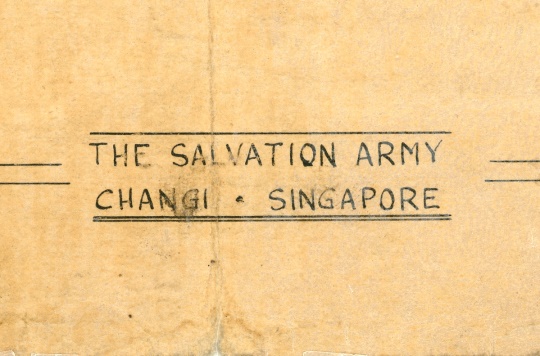 THE SALVATION ARMY
CHANGI · SINGAPORE